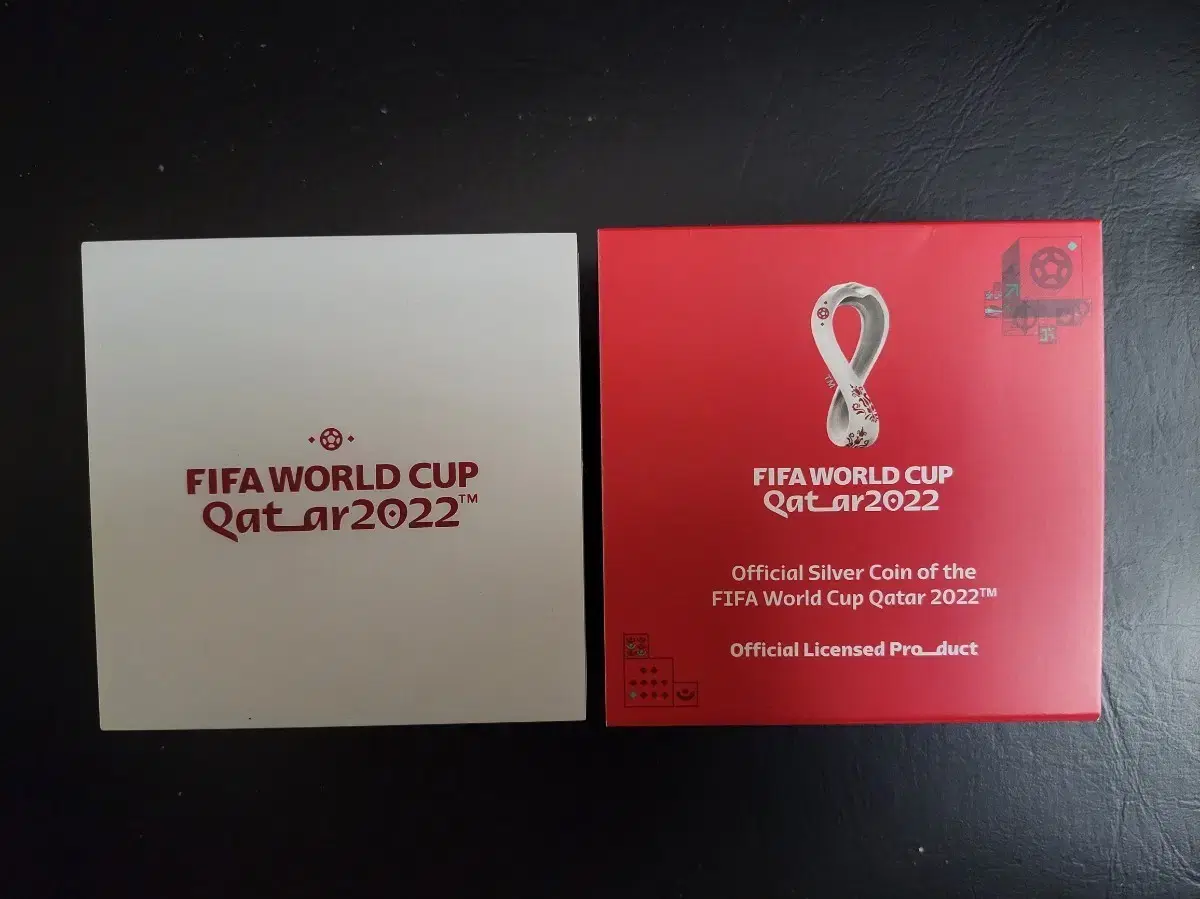 FIFA WORLD CUP
Qatar2022™
TM
FIFA WORLD CUP
Qatar2022
Official Silver Coin of the
FIFA World Cup Qatar 2022™
Official Licensed Product